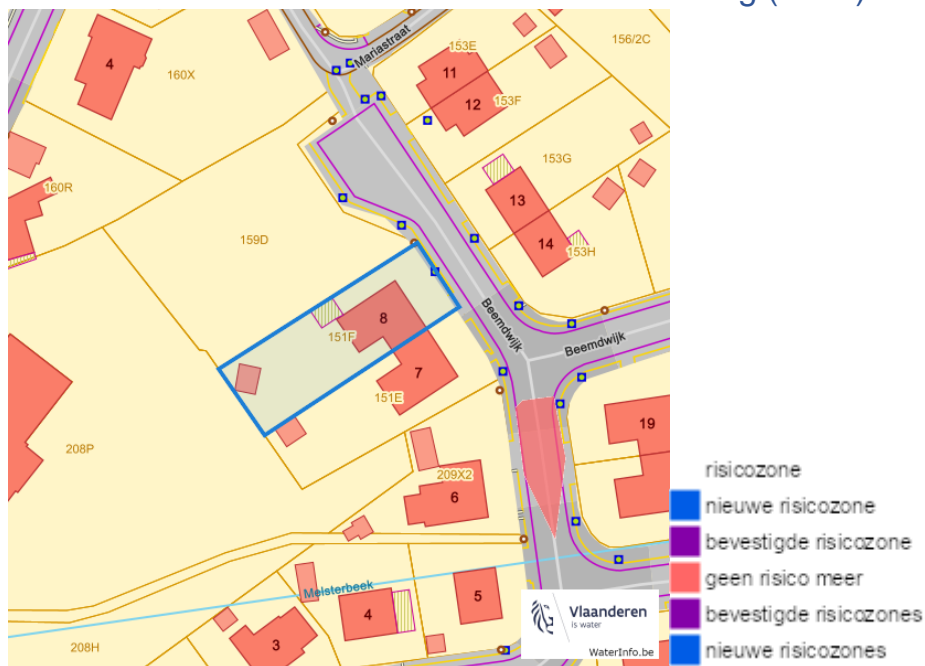 g (
Mariastraat
153E
156/2C
4
160X
11
12
153F
153G
160R
13
14
153H
159D
8
151F
Beemdwijk
Beemdwijk
7
151E
19
208P
209X2
6
Meisterbeek
4
5
3
208H
Vlaanderen
is water
WaterInfo.be
risicozone
nieuwe risicozone
bevestigde risicozone
geen risico meer
bevestigde risicozones
nieuwe risicozones